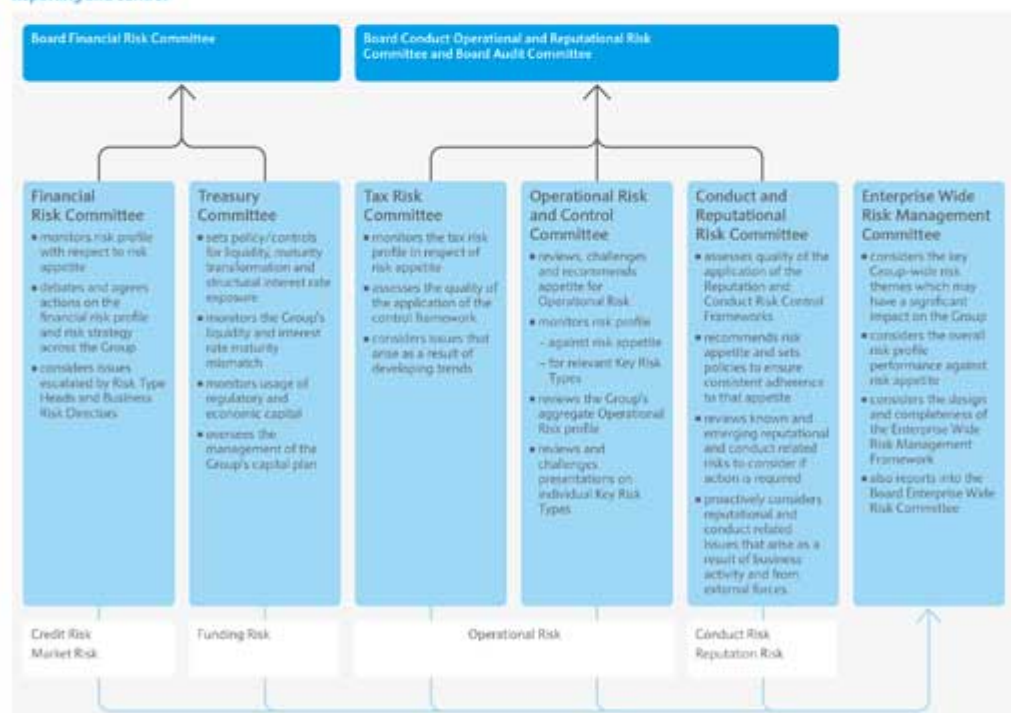 Board Financial Risk Committee
Board Conduct Operational and Reputational Risk
Committee and Board Audit Committee
Financial
Risk Committee
• monitors risk profile
with respect to risk
appetite
• debates and agrees
actions on the
financial risk profile
and risk strategy
across the Group
• considers issues
escalated by Risk Type
Heads and Business
Risk Directors
Treasury
Committee
• sets policy/controls
for liquidity, maturity
transformation and
structural interest rate
exposure
• monitors the Group's
liquidity and interest
rate maturity
mismatch
• monitors usage of
regulatory and
economic capital
• oversees the
management of the
Group's capital plan
Tax Risk
Committee
• monitors the tax risk
profile in respect of
risk appetite
• assesses the quality of
the application of the
control framework
• considers issues that
arise as a result of
developing trends
Operational Risk
and Control
Committee
• reviews, challenges
and recommends
appetite for
Operational Risk
• monitors risk profile
– against risk appetite
– for relevant Key Risk
Types
• reviews the Group's
aggregate Operational
Risk profile
• reviews and
challenges
presentations on
individual Key Risk
Types
Conduct and
Reputational
Risk Committee
• assesses quality of the
application of the
Reputation and
Conduct Risk Control
Frameworks
• recommends risk
appetite and sets
policies to ensure
consistent adherence
to that appetite
• reviews known and
emerging reputational
and conduct related
risks to consider if
action is required
• proactively considers
reputational and
conduct related
issues that arise as a
result of business
activity and from
external forces
Enterprise Wide
Risk Management
Committee
• considers the key
Group-wide risk
themes which may
have a significant
impact on the Group
• considers the overall
risk profile
performance against
risk appetite
• considers the design
and completeness of
the Enterprise Wide
Risk Management
Framework
• also reports into the
Board Enterprise Wide
Risk Committee
Credit Risk
Market Risk
Funding Risk
Operational Risk
Conduct Risk
Reputation Risk